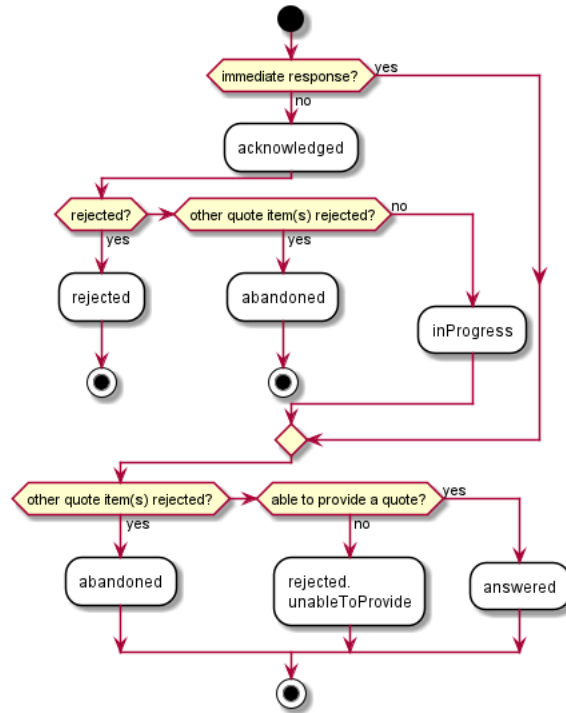 immediate response?
yes
no
acknowledged
rejected?
other quote item(s) rejected?
no
yes
yes
rejected
abandoned
inProgress
other quote item(s) rejected?
able to provide a quote?
yes
yes
no
abandoned
rejected.
unableToProvide
answered